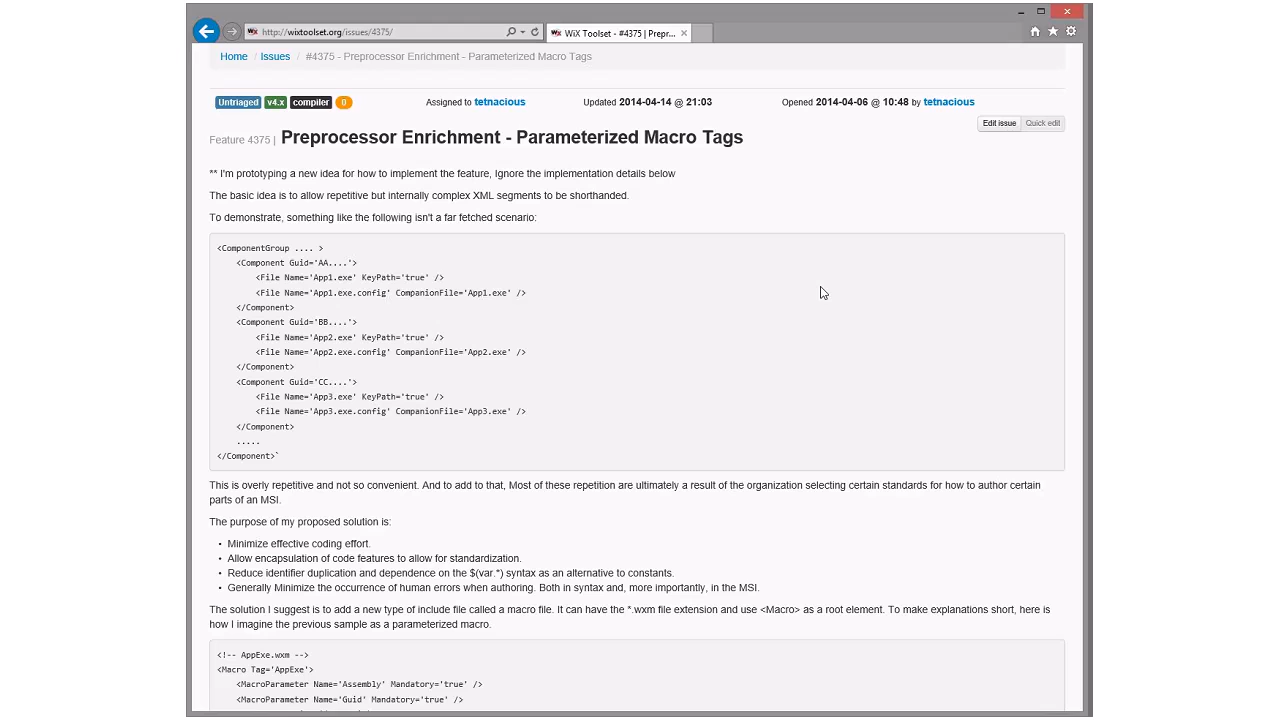 http://wixtoolset.org/issues/4375/
WiX Toolset - #4375 | Prepr...
Home / Issues / #4375 - Preprocessor Enrichment - Parameterized Macro Tags
Untriaged v4.x compiler 0 Assigned to tetnacious Updated 2014-04-14 @ 21:03 Opened 2014-04-06 @ 10:48 by tetnacious
Edit issue Quick edit
Feature 4375 | Preprocessor Enrichment - Parameterized Macro Tags
** I'm prototyping a new idea for how to implement the feature, Ignore the implementation details below
The basic idea is to allow repetitive but internally complex XML segments to be shorthanded.
To demonstrate, something like the following isn't a far fetched scenario:
<ComponentGroup .... >
<Component Guid='AA....'>
<File Name='App1.exe' KeyPath='true' />
<File Name='App1.exe.config' CompanionFile='App1.exe' />
</Component>
<Component Guid='BB....'>
<File Name='App2.exe' KeyPath='true' />
<File Name='App2.exe.config' CompanionFile='App2.exe' />
</Component>
<Component Guid='CC....'>
<File Name='App3.exe' KeyPath='true' />
<File Name='App3.exe.config' CompanionFile='App3.exe' />
</Component>
.....
</Component>`
This is overly repetitive and not so convenient. And to add to that, Most of these repetition are ultimately a result of the organization selecting certain standards for how to author certain
parts of an MSI.
The purpose of my proposed solution is:
• Minimize effective coding effort.
• Allow encapsulation of code features to allow for standardization.
• Reduce identifier duplication and dependence on the $(var.*) syntax as an alternative to constants.
• Generally Minimize the occurrence of human errors when authoring. Both in syntax and, more importantly, in the MSI.
The solution I suggest is to add a new type of include file called a macro file. It can have the *.wxm file extension and use <Macro> as a root element. To make explanations short, here is
how I imagine the previous sample as a parameterized macro.
<!-- AppExe.wxm -->
<Macro Tag='AppExe'>
<MacroParameter Name='Assembly' Mandatory='true' />
<MacroParameter Name='Guid' Mandatory='true' />